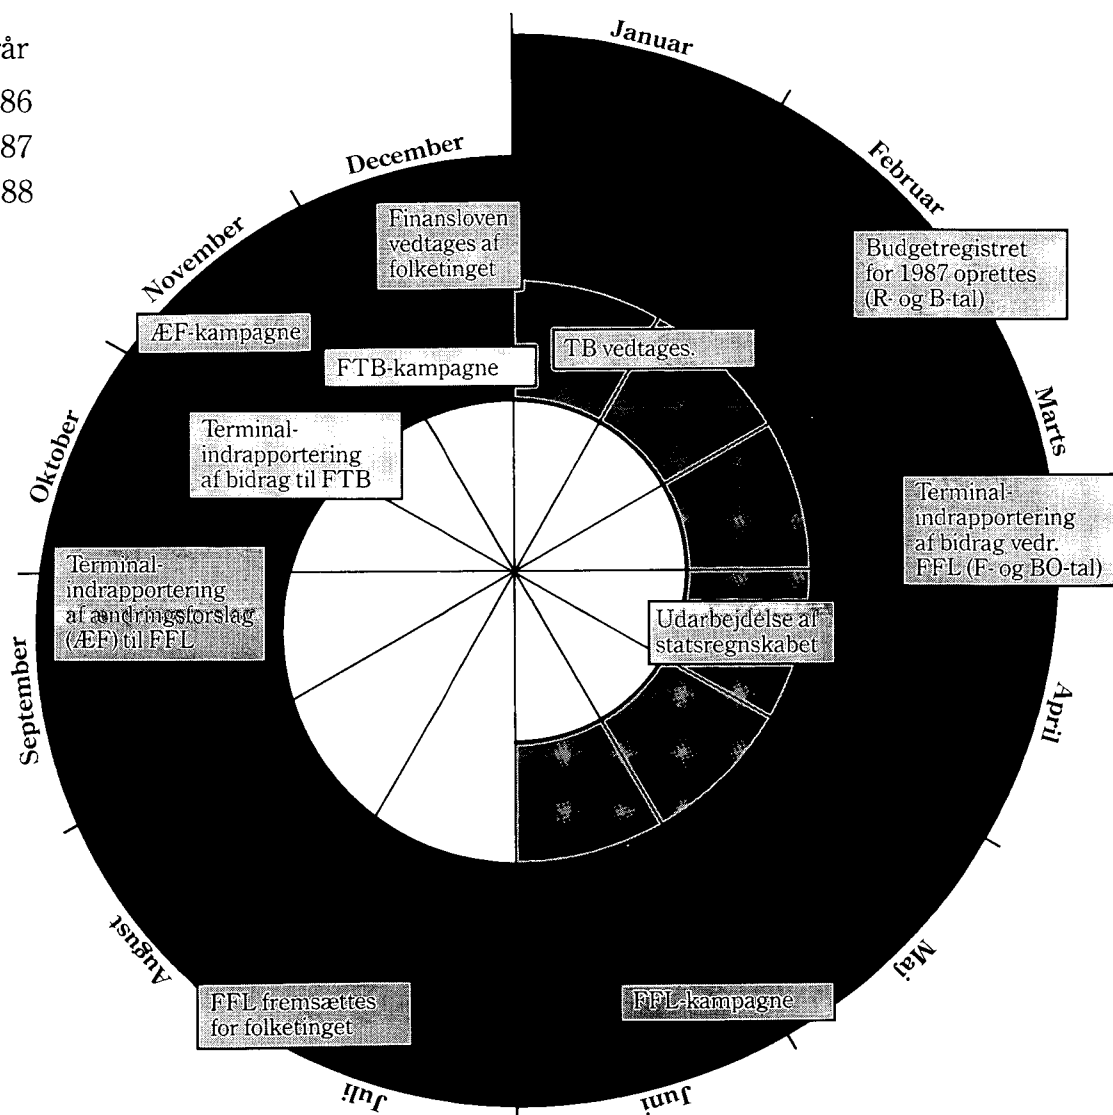 86
87
88
Januar
Februar
Marts
April
Maj
Juni
Juli
August
September
Oktober
November
December
Finansloven
vedtages af
folketinget
Budgetregistret
for 1987 oprettes
(R- og B-tal)
ÆF-kampagne
TB vedtages.
FTB-kampagne
Terminal-
indrapportering
af bidrag til FTB
Terminal-
indrapportering
af bidrag vedr.
FFL (F- og BO-tal)
Terminal-
indrapportering
af ændringsforslag
(ÆF) til FFL
Udarbejdelse af
statsregnskabet
FFL fremsættes
for folketinget
FFL-kampagne